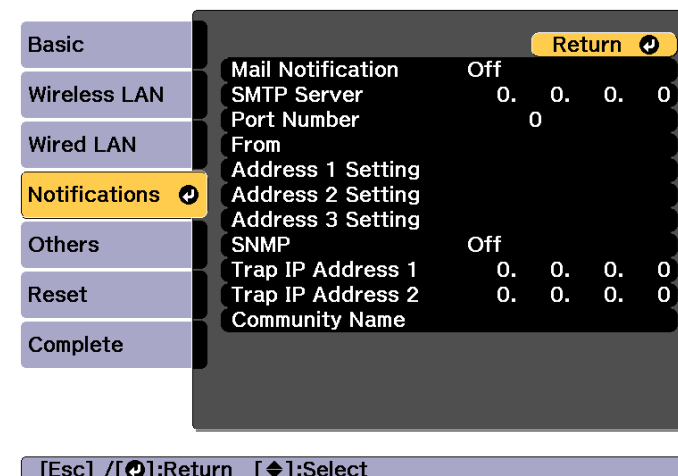 Basic
Wireless LAN
Wired LAN
Notifications
Others
Reset
Complete
Return
Mail Notification Off
SMTP Server 0. 0. 0. 0
Port Number 0
From
Address 1 Setting
Address 2 Setting
Address 3 Setting
SNMP Off
Trap IP Address 1 0. 0. 0. 0
Trap IP Address 2 0. 0. 0. 0
Community Name
[Esc] /[⏎]:Return [◆]:Select